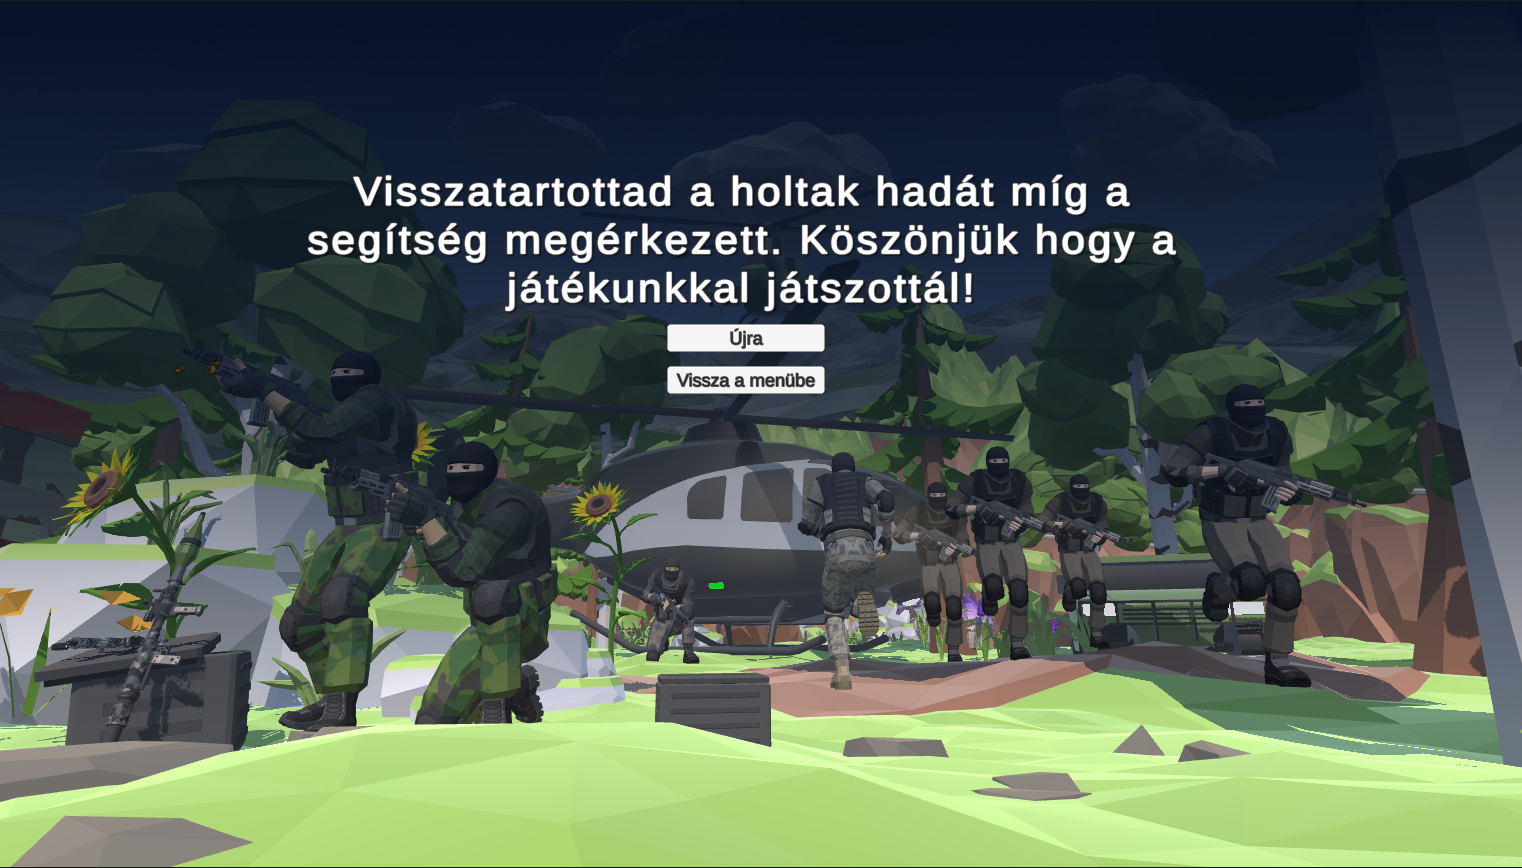 Visszatartottad a holtak hadát míg a
segítség megérkezett. Köszönjük hogy a
játékunkkal játszottál!
Újra
Vissza a menübe